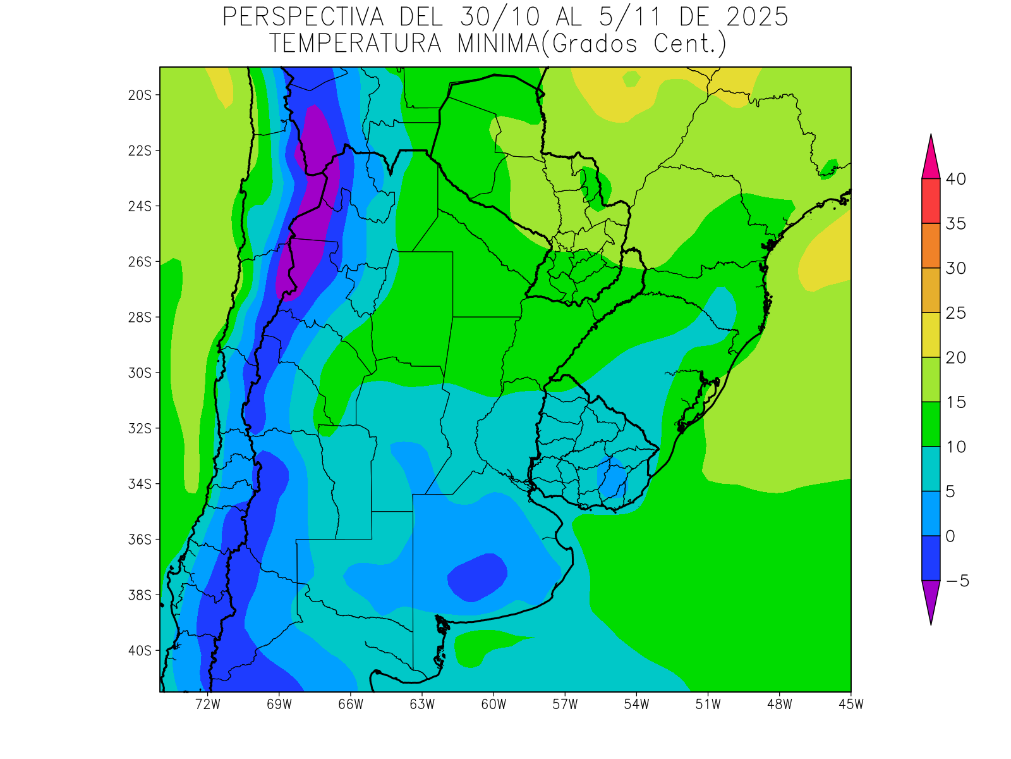 PERSPECTIVA DEL 30/10 AL 5/11 DE 2025
TEMPERATURA MINIMA(Grados Cent.)
20S
22S
24S
26S
28S
30S
32S
34S
36S
38S
40S
72W 69W 66W 63W 60W 57W 54W 51W 48W 45W
40
35
30
25
20
15
10
5
0
−5